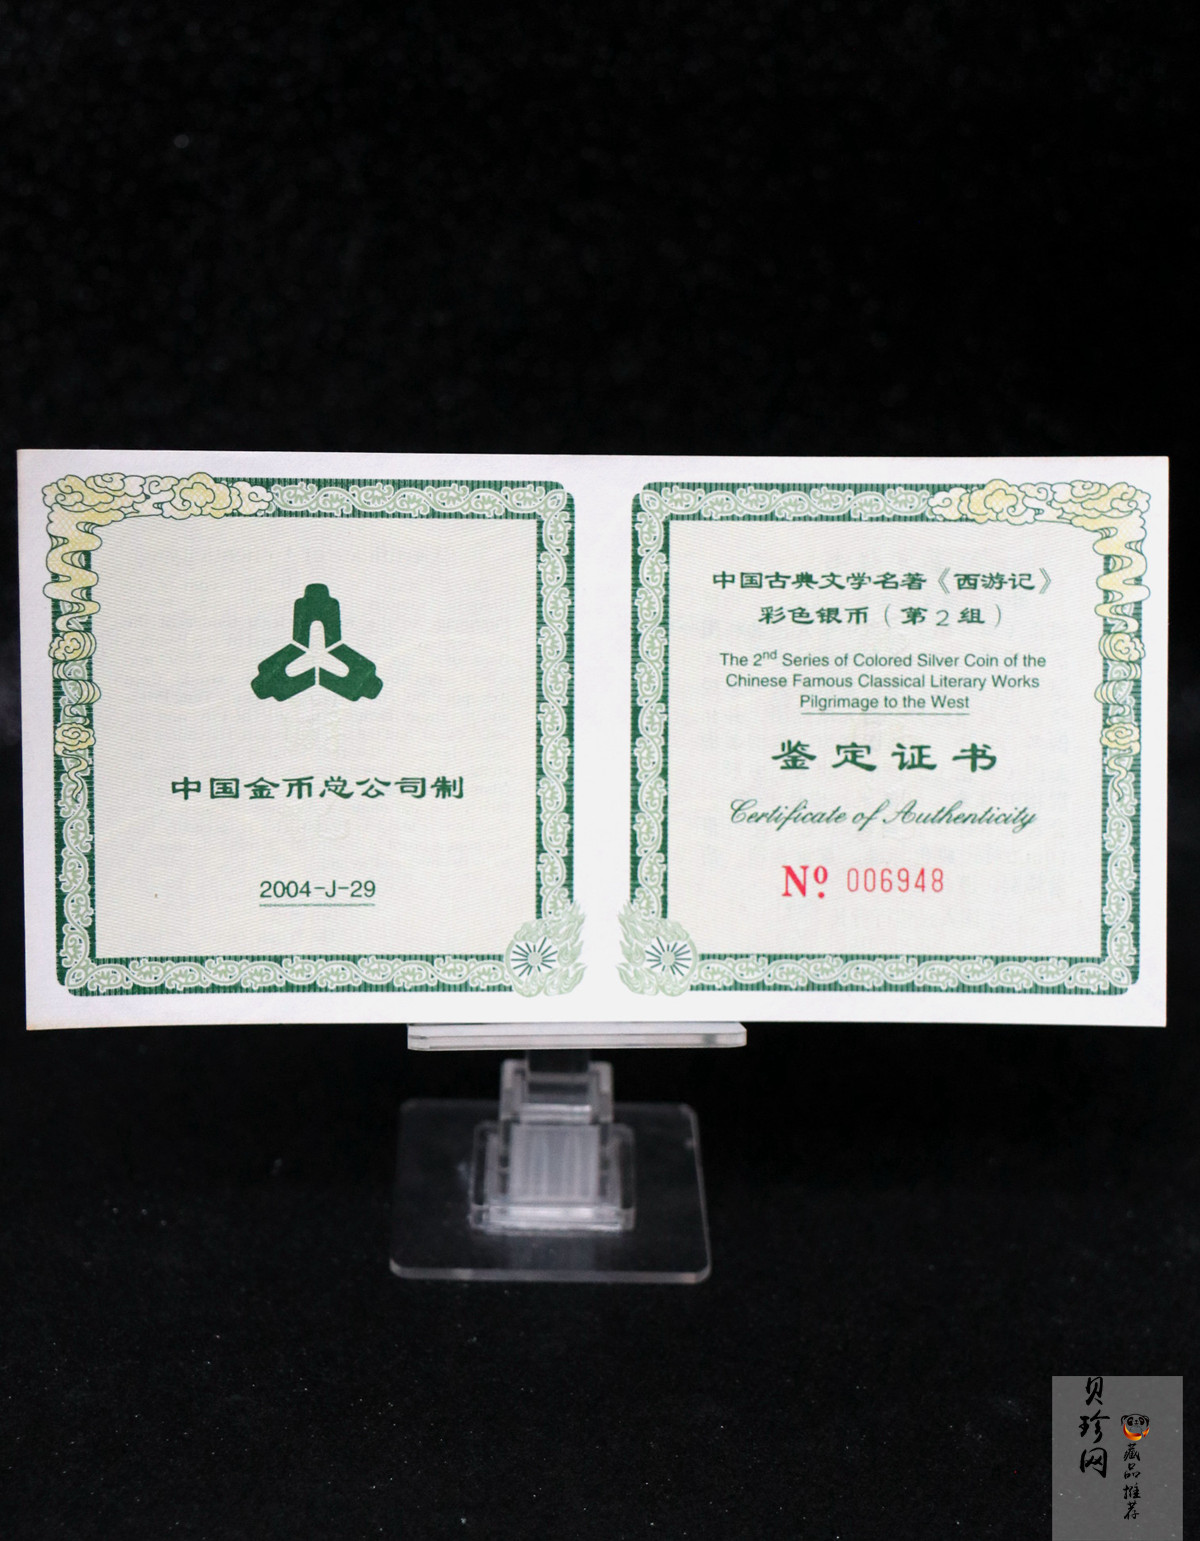 中国金币总公司制
2004-J-29
中国古典文学名著《西游记》
彩色银币（第2组）
The 2nd Series of Colored Silver Coin of the
Chinese Famous Classical Literary Works
Pilgrimage to the West
鉴定证书
Certificate of Authenticity
Nº. 006948
贝珍网
藏品推荐